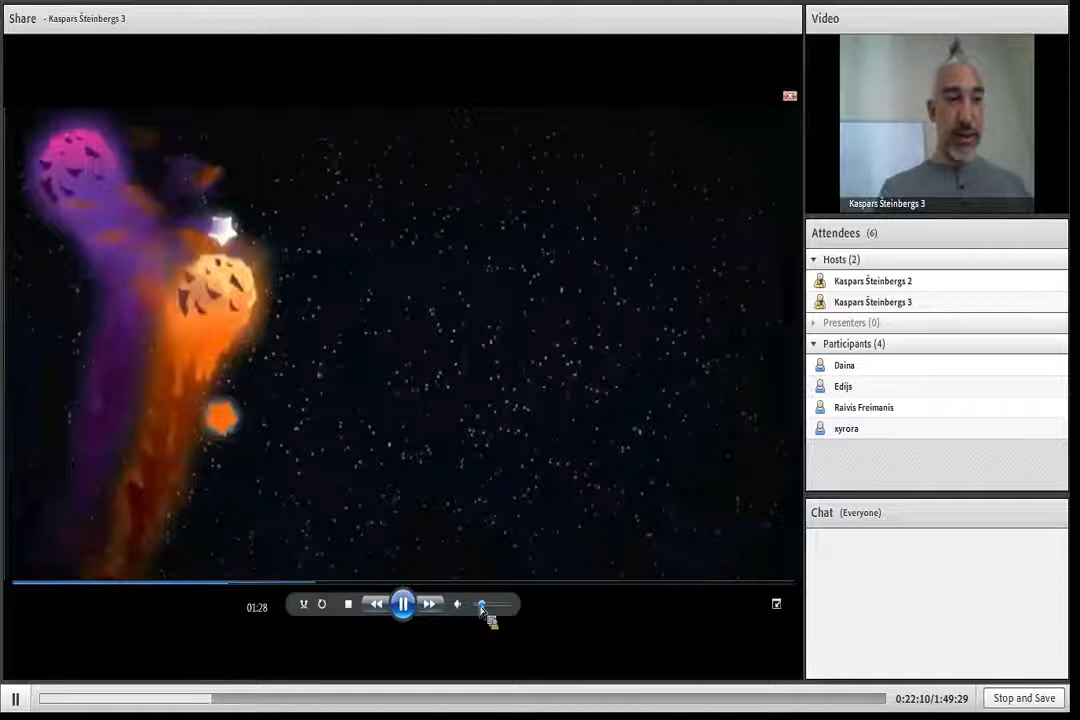 Share - Kaspars Šteinbergs 3
01:28
Video
Kaspars Šteinbergs 3
Attendees (6)
Hosts (2)
Kaspars Šteinbergs 2
Kaspars Šteinbergs 3
Presenters (0)
Participants (4)
Daina
Edijs
Raivis Freimanis
xyrora
Chat (Everyone)
0:22:10/1:49:29
Stop and Save